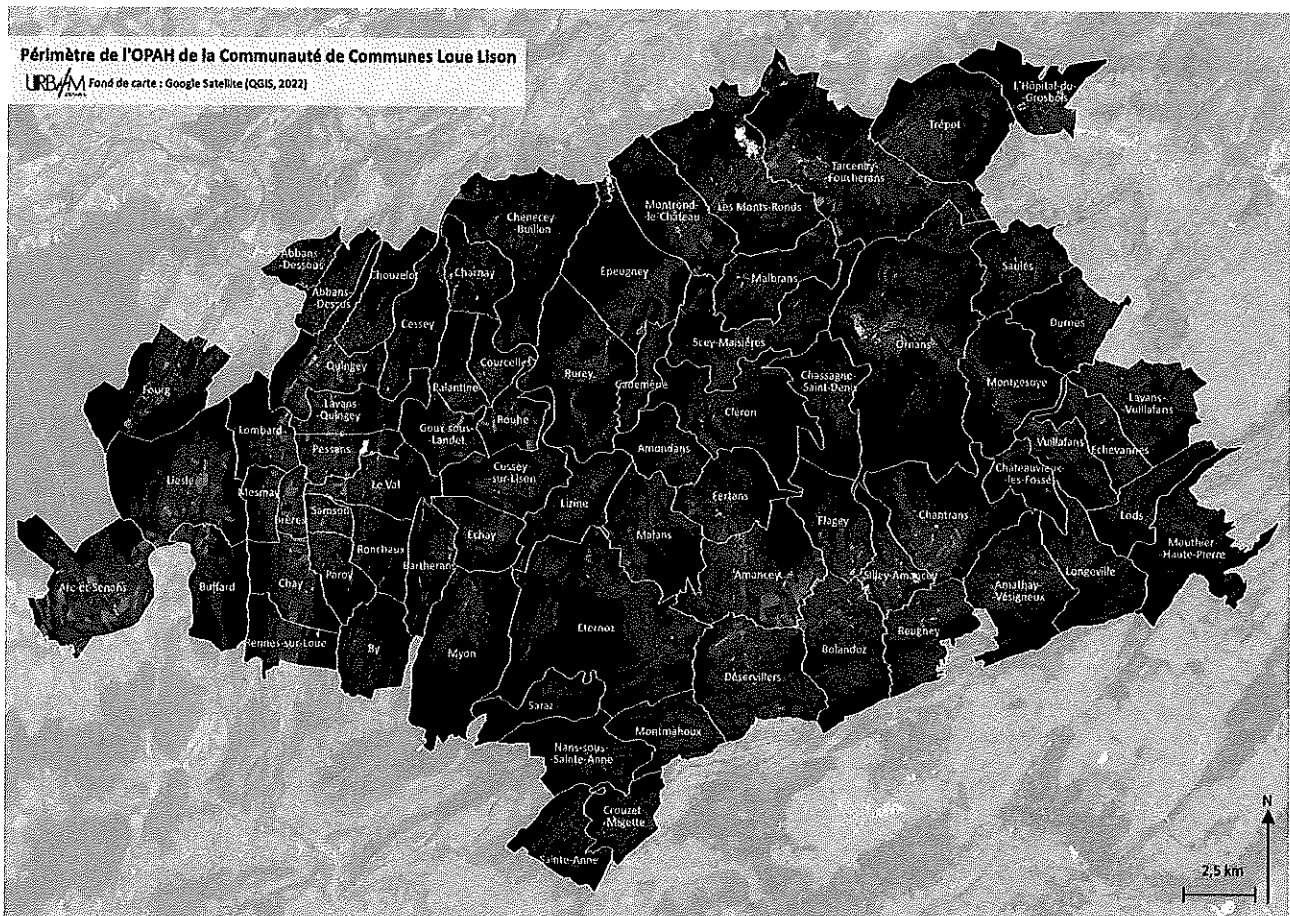 Périmètre de l'OPAH de la Communauté de Communes Loue Lison
URBAM
Fond de carte : Google Satellite (QGIS, 2022)
L'Hôpital-du
-Grosbois
Trépot
Tarcenay-
Foucherans
Les Monts-Ronds
Montrond-
le-Château
Chenecey-
Buillon
Abbans
-Dessous
Abbans-
Dessus
Chouzelot
Charnay
Epeugney
Malbrans
Saules
Durnes
Cessey
Scey-Maisières
Ornans
Quingey
Courcelles
Palantine
Rurey
Cademène
Chassagne-
Saint-Denis
Montgesoye
Fourg
Lavans-
Quingey
Lavans-
Vuillafans
Cléron
Lombard
Goux-sous-
Landet
Rouhe
Vuillafans
Echevannes
Pessans
Amondans
Liesle
Mesmay
Le Val
Cussey-
sur-Lison
Lizine
Fertans
Châteauvieux-
les-Fossés
Samson
Brères
Flagey
Chantrans
Lods
Echay
Malans
Ronchaux
Bartherans
Mouthier
-Haute-Pierre
Arc-et-Senans
Buffard
Chay
Paroy
Amancey
Silley-Amancey
Amathay-
Vésigneux
Longeville
Rennes-sur-Loue
By
Myon
Eternoz
Bolandoz
Reugney
Déservillers
Saraz
Montmahoux
Nans-sous-
-Sainte-Anne
Crouzet-
Migette
Sainte-Anne
N
2,5 km